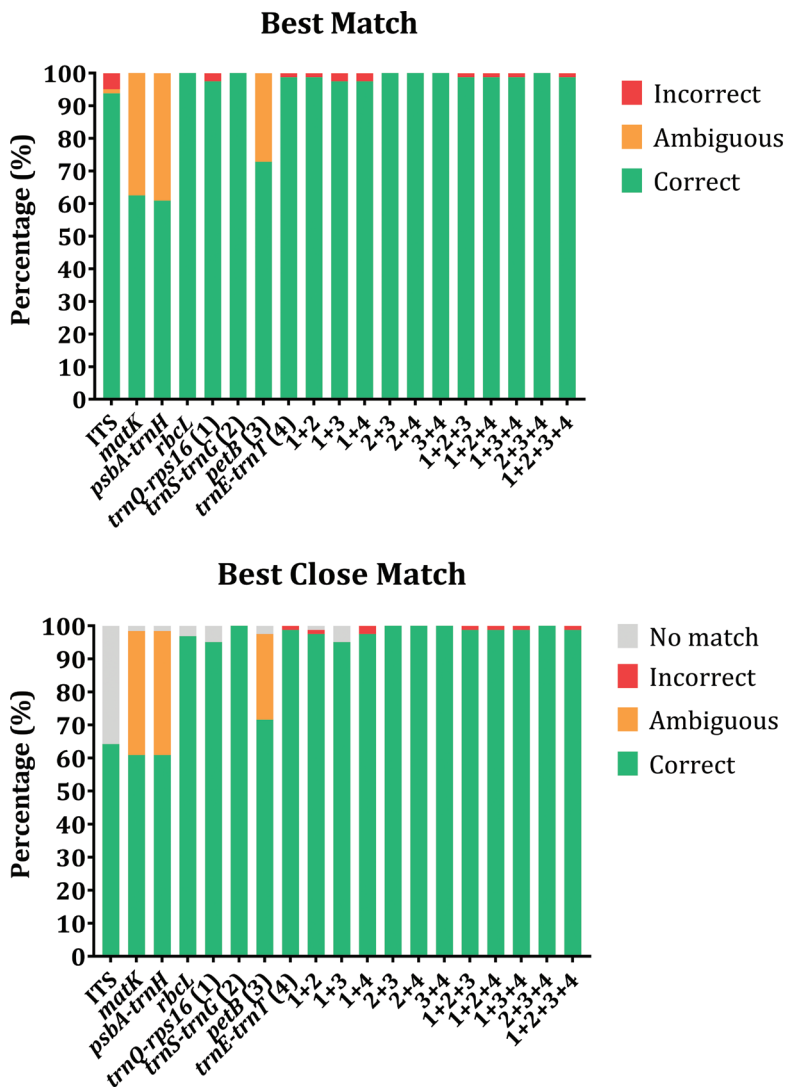 Best Match
Percentage (%)
100
90
80
70
60
50
40
30
20
10
0
Incorrect
Ambiguous
Correct
ITS
matK
psbA-trnH
rbcL
trnQ-rps16 (1)
trnS-trnG (2)
petB (3)
trnE-trnT (4)
1+2
1+3
1+4
2+3
2+4
3+4
1+2+3
1+2+4
1+3+4
2+3+4
1+2+3+4
Best Close Match
Percentage (%)
100
90
80
70
60
50
40
30
20
10
0
No match
Incorrect
Ambiguous
Correct
ITS
matK
psbA-trnH
rbcL
trnQ-rps16 (1)
trnS-trnG (2)
petB (3)
trnE-trnT (4)
1+2
1+3
1+4
2+3
2+4
3+4
1+2+3
1+2+4
1+3+4
2+3+4
1+2+3+4